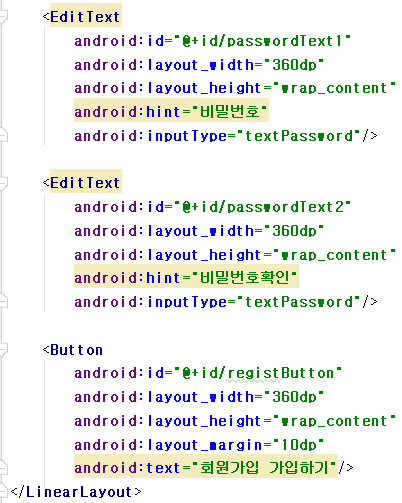 <EditText
android:id="@+id/passwordText1"
android:layout_width="360dp"
android:layout_height="wrap_content"
android:hint="비밀번호"
android:inputType="textPassword"/>
<EditText
android:id="@+id/passwordText2"
android:layout_width="360dp"
android:layout_height="wrap_content"
android:hint="비밀번호확인"
android:inputType="textPassword"/>
<Button
android:id="@+id/registButton"
android:layout_width="360dp"
android:layout_height="wrap_content"
android:layout_margin="10dp"
android:text="회원가입 가입하기"/>
</LinearLayout>